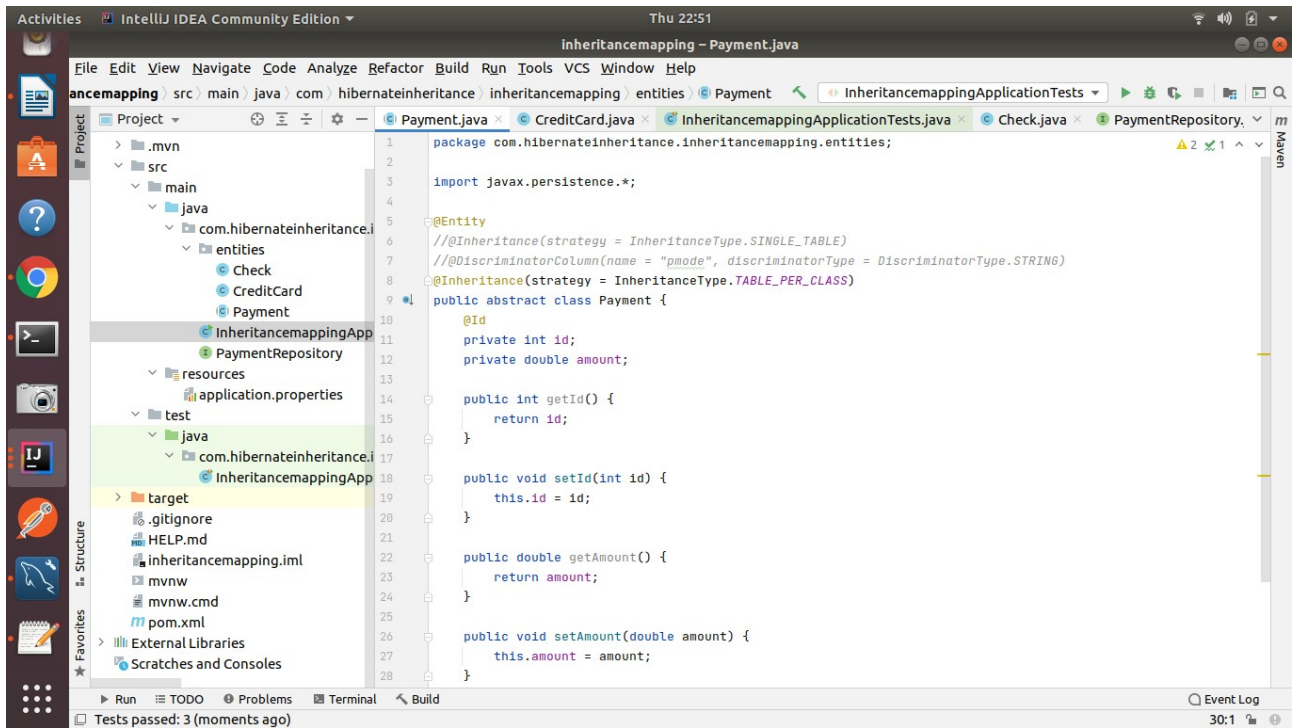 Activities IntelliJ IDEA Community Edition Thu 22:51
inheritancemapping – Payment.java
File Edit View Navigate Code Analyze Refactor Build Run Tools VCS Window Help
ancemapping src main java com hibernateinheritance inheritancemapping entities Payment InheritancemappingApplicationTests
Project
Payment.java CreditCard.java InheritancemappingApplicationTests.java Check.java PaymentRepository.
Project
Structure
Favorites
Maven
.mvn
src
main
java
com.hibernateinheritance.i
entities
Check
CreditCard
Payment
InheritancemappingApp
PaymentRepository
resources
application.properties
test
java
com.hibernateinheritance.i
InheritancemappingApp
target
.gitignore
HELP.md
inheritancemapping.iml
mvnw
mvnw.cmd
pom.xml
External Libraries
Scratches and Consoles
2 1
1 package com.hibernateinheritance.inheritancemapping.entities;
2
3 import javax.persistence.*;
4
5 @Entity
6 //@Inheritance(strategy = InheritanceType.SINGLE_TABLE)
7 //@DiscriminatorColumn(name = "pmode", discriminatorType = DiscriminatorType.STRING)
8 @Inheritance(strategy = InheritanceType.TABLE_PER_CLASS)
9 public abstract class Payment {
10 @Id
11 private int id;
12 private double amount;
13
14 public int getId() {
15 return id;
16 }
17
18 public void setId(int id) {
19 this.id = id;
20 }
21
22 public double getAmount() {
23 return amount;
24 }
25
26 public void setAmount(double amount) {
27 this.amount = amount;
28 }
Run TODO Problems Terminal Build Event Log
Tests passed: 3 (moments ago) 30:1